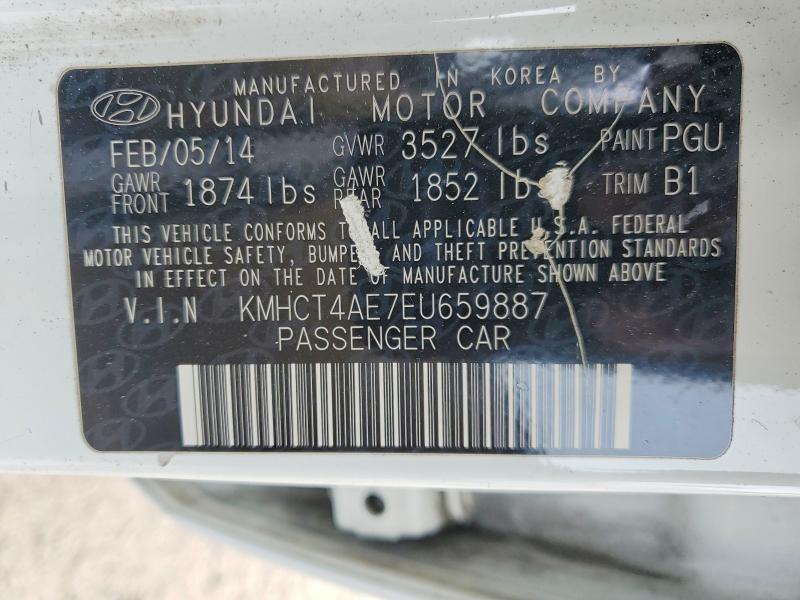 MANUFACTURED IN KOREA BY
HYUNDAI MOTOR COMPANY
FEB/05/14 GVWR 3527 lbs PAINT PGU
GAWR FRONT 1874 lbs GAWR REAR 1852 lbs TRIM B1
THIS VEHICLE CONFORMS TO ALL APPLICABLE U.S.A. FEDERAL
MOTOR VEHICLE SAFETY, BUMPER, AND THEFT PREVENTION STANDARDS
IN EFFECT ON THE DATE OF MANUFACTURE SHOWN ABOVE
V.I.N KMHCT4AE7EU659887
PASSENGER CAR